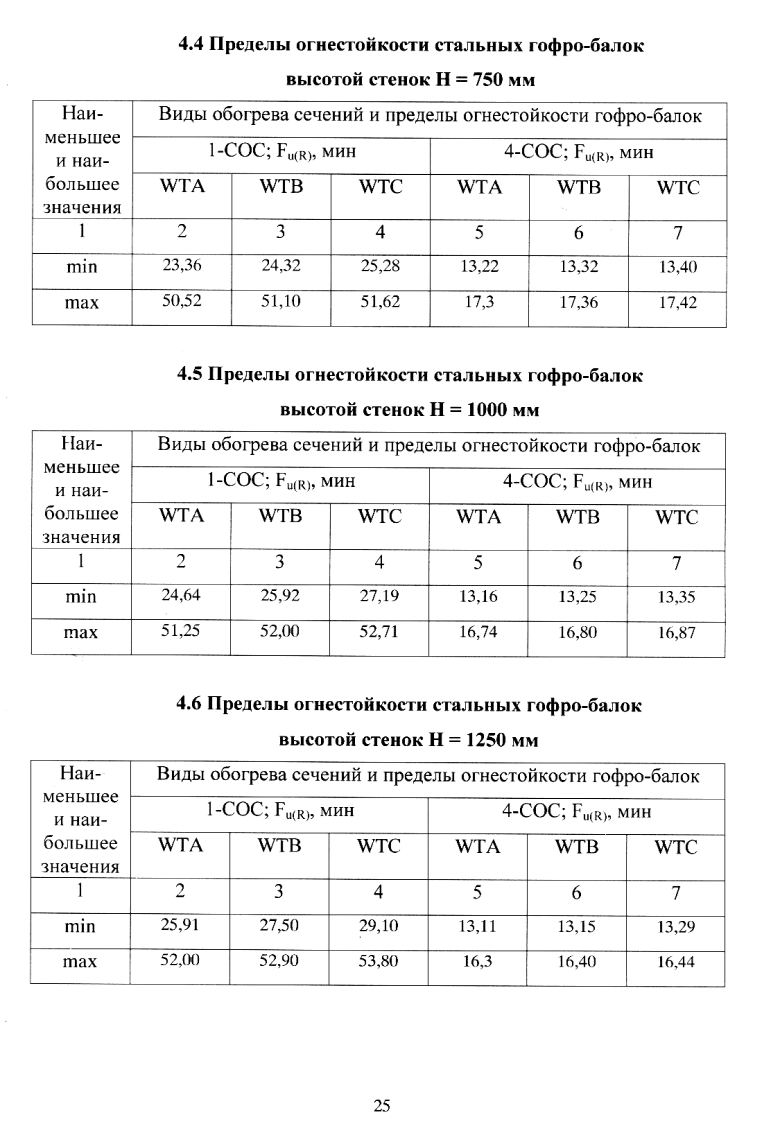 4.4 Пределы огнестойкости стальных гофро-балок
высотой стенок H = 750 мм
Наи-
меньшее
и наи-
большее
значения
Виды обогрева сечений и пределы огнестойкости гофро-балок
1-СОС; Fu(R), мин
4-СОС; Fu(R), мин
WTA WTB WTC WTA WTB WTC
1 2 3 4 5 6 7
min 23,36 24,32 25,28 13,22 13,32 13,40
max 50,52 51,10 51,62 17,3 17,36 17,42
4.5 Пределы огнестойкости стальных гофро-балок
высотой стенок H = 1000 мм
Наи-
меньшее
и наи-
большее
значения
Виды обогрева сечений и пределы огнестойкости гофро-балок
1-СОС; Fu(R), мин
4-СОС; Fu(R), мин
WTA WTB WTC WTA WTB WTC
1 2 3 4 5 6 7
min 24,64 25,92 27,19 13,16 13,25 13,35
max 51,25 52,00 52,71 16,74 16,80 16,87
4.6 Пределы огнестойкости стальных гофро-балок
высотой стенок H = 1250 мм
Наи-
меньшее
и наи-
большее
значения
Виды обогрева сечений и пределы огнестойкости гофро-балок
1-СОС; Fu(R), мин
4-СОС; Fu(R), мин
WTA WTB WTC WTA WTB WTC
1 2 3 4 5 6 7
min 25,91 27,50 29,10 13,11 13,15 13,29
max 52,00 52,90 53,80 16,3 16,40 16,44
25